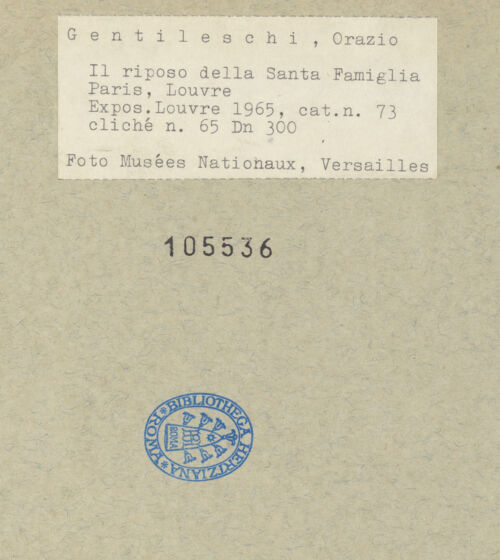 Gentileschi, Orazio
Il riposo della Santa Famiglia
Paris, Louvre
Expos.Louvre 1965, cat.n. 73
cliché n. 65 Dn 300
Foto Musées Nationaux, Versailles
105536
BIBLIOTHECA HERTZIANA * ROMA *
ROMA